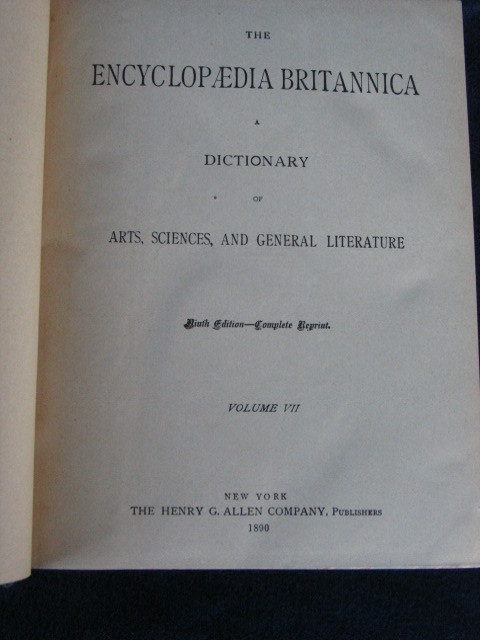 THE
ENCYCLOPÆDIA BRITANNICA
A
DICTIONARY
OF
ARTS, SCIENCES, AND GENERAL LITERATURE
Ninth Edition—Complete Reprint.
VOLUME VII
NEW YORK
THE HENRY G. ALLEN COMPANY, PUBLISHERS
1890